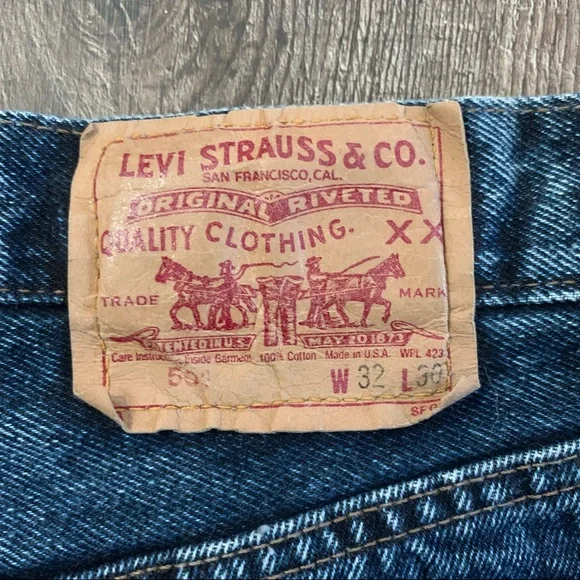 LEVI STRAUSS & CO.
SAN FRANCISCO, CAL.
ORIGINAL RIVETED
QUALITY CLOTHING. XX
TRADE MARK
PATENTED IN U.S. MAY 20 1873
Care Inside Garment 100% Cotton Made in U.S.A. WPL 423
W 32 L